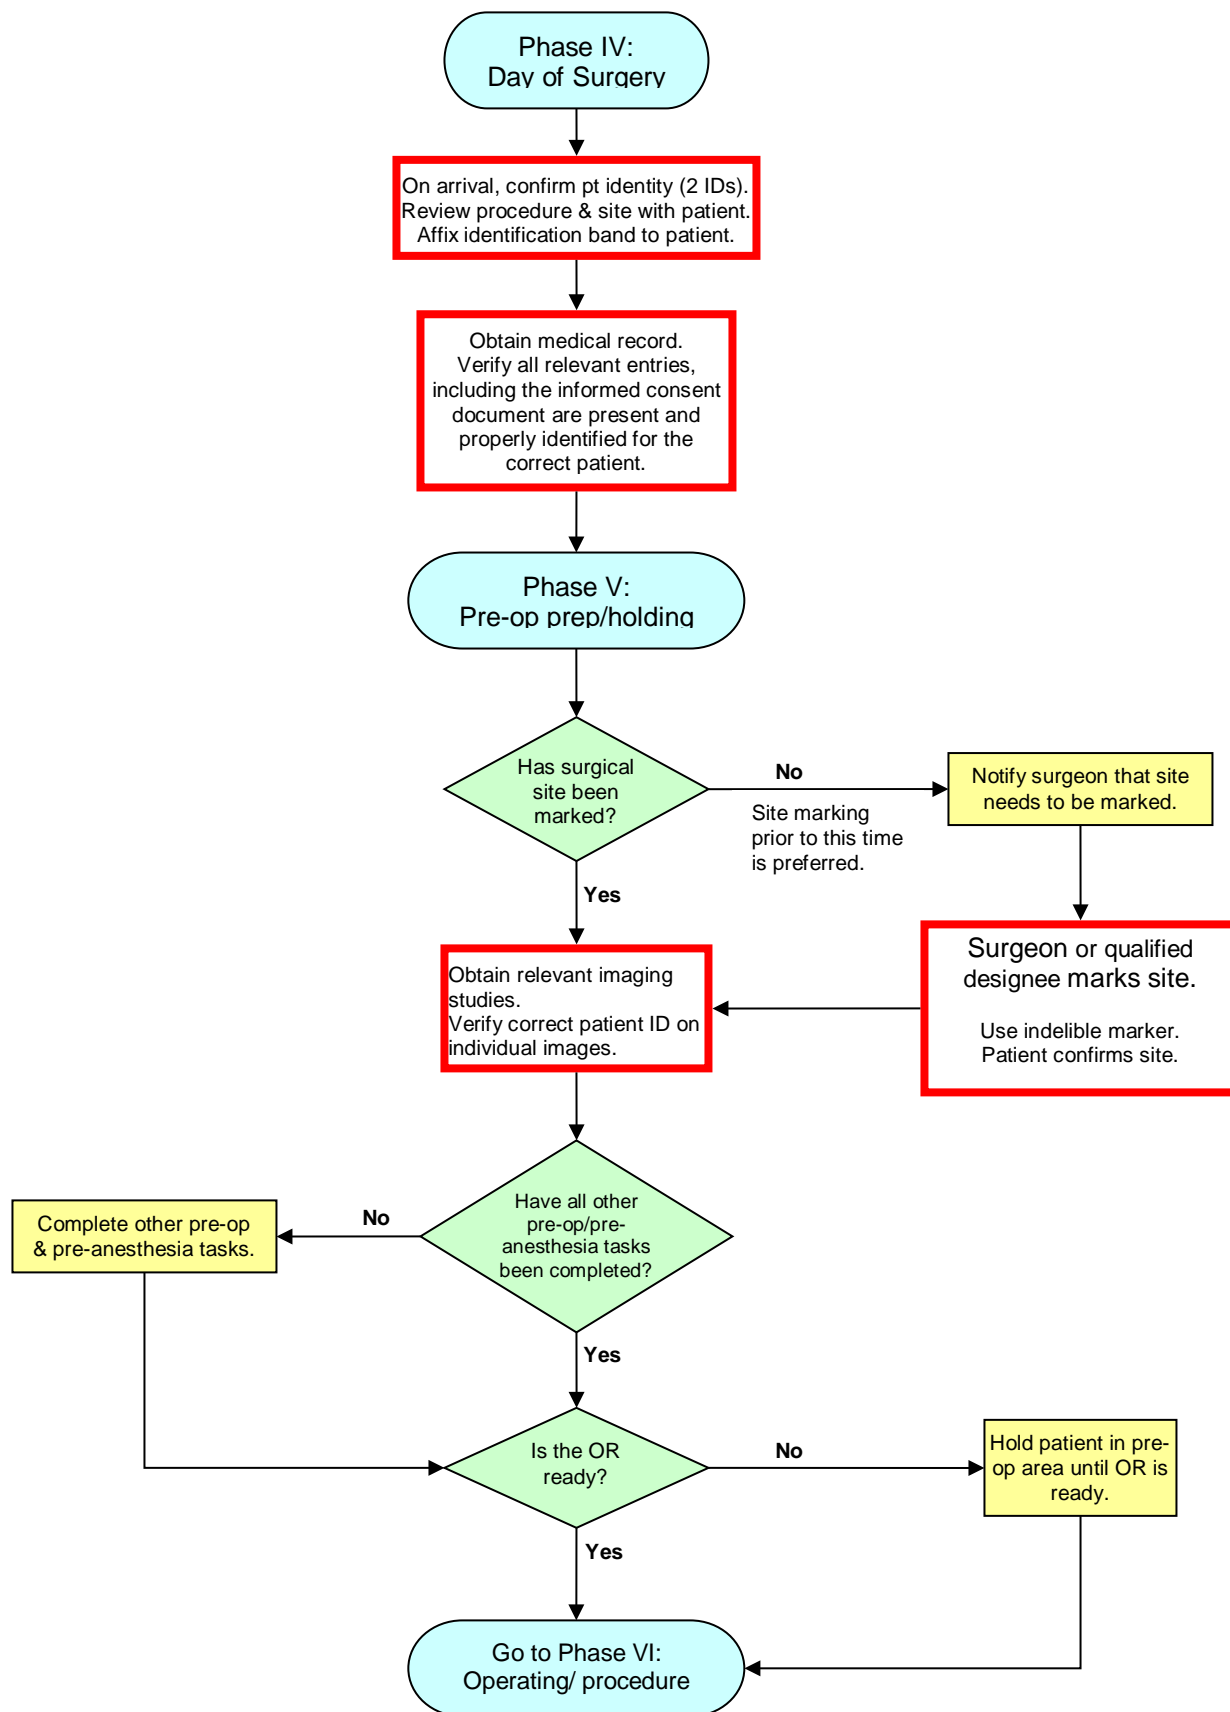 Phase IV:
Day of Surgery
On arrival, confirm pt identity (2 IDs).
Review procedure & site with patient.
Affix identification band to patient.
Obtain medical record.
Verify all relevant entries,
including the informed consent
document are present and
properly identified for the
correct patient.
Phase V:
Pre-op prep/holding
Has surgical
site been
marked?
No
Site marking
prior to this time
is preferred.
Notify surgeon that site
needs to be marked.
Yes
Surgeon or qualified
designee marks site.
Use indelible marker.
Patient confirms site.
Obtain relevant imaging
studies.
Verify correct patient ID on
individual images.
Have all other
pre-op/pre-
anesthesia tasks
been completed?
No
Complete other pre-op
& pre-anesthesia tasks.
Yes
Is the OR
ready?
No
Hold patient in pre-
op area until OR is
ready.
Yes
Go to Phase VI:
Operating/ procedure